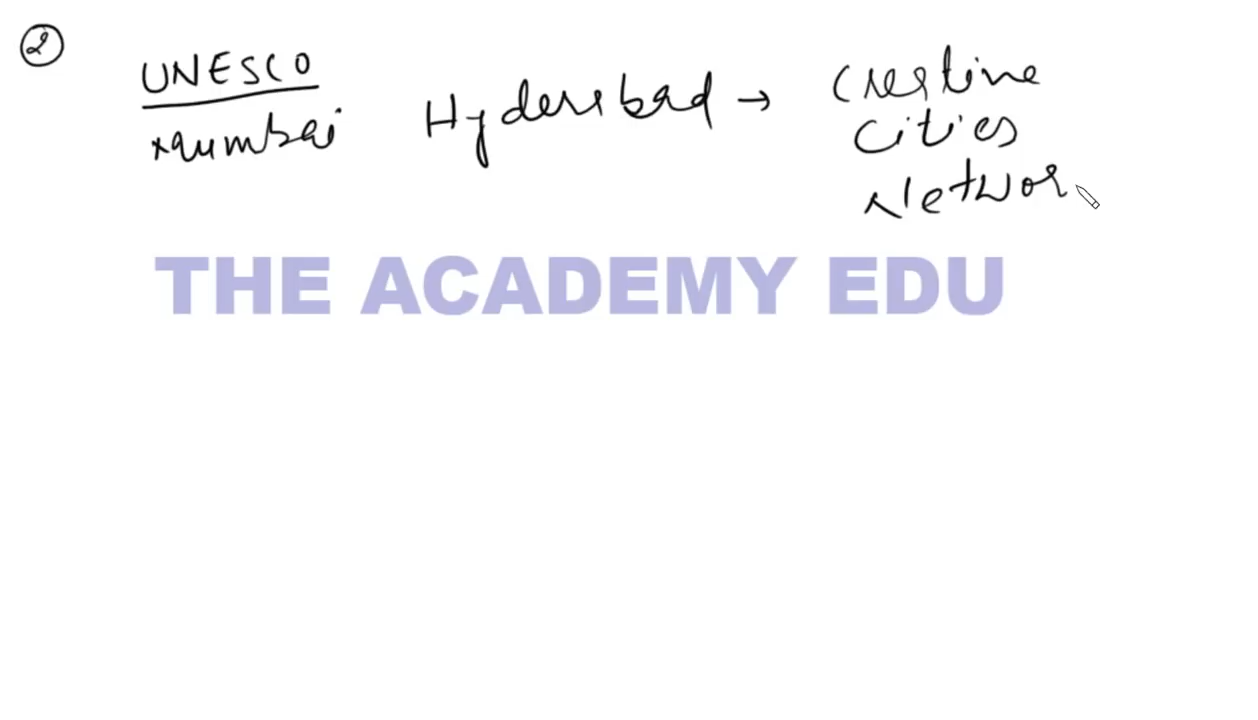 ②
UNESCO
Mumbai Hyderabad → Creative
Cities
Networ
THE ACADEMY EDU